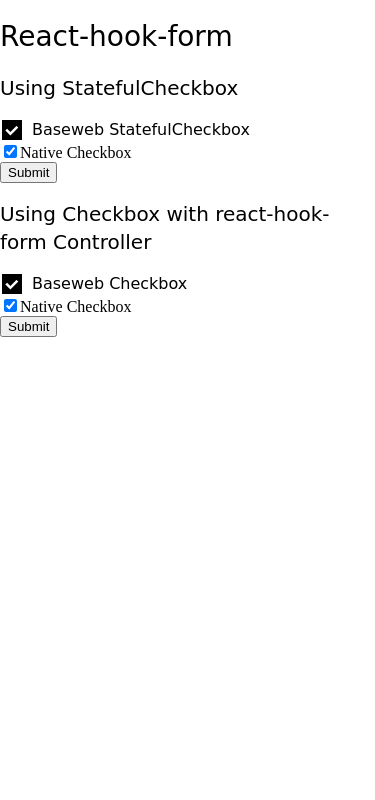 React-hook-form
Using StatefulCheckbox
Baseweb StatefulCheckbox
Native Checkbox
Submit
Using Checkbox with react-hook-
form Controller
Baseweb Checkbox
Native Checkbox
Submit